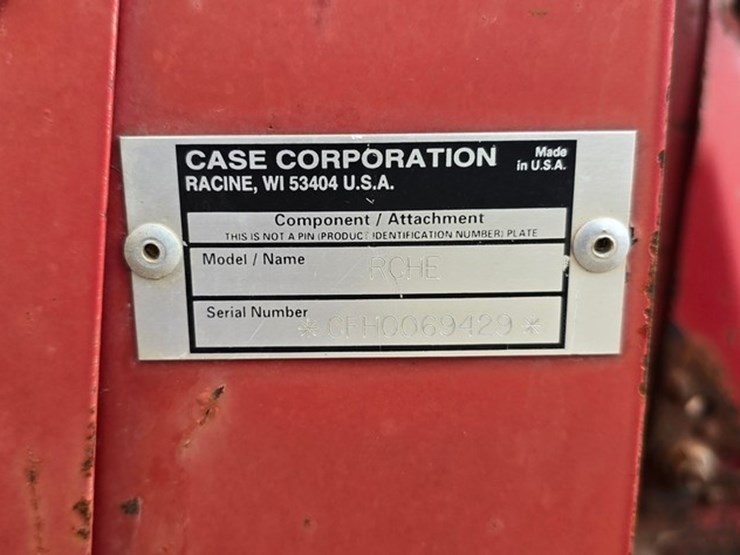 CASE CORPORATION
Made in U.S.A.
RACINE, WI 53404 U.S.A.
Component / Attachment
THIS IS NOT A PIN (PRODUCT IDENTIFICATION NUMBER) PLATE
Model / Name RCHE
Serial Number